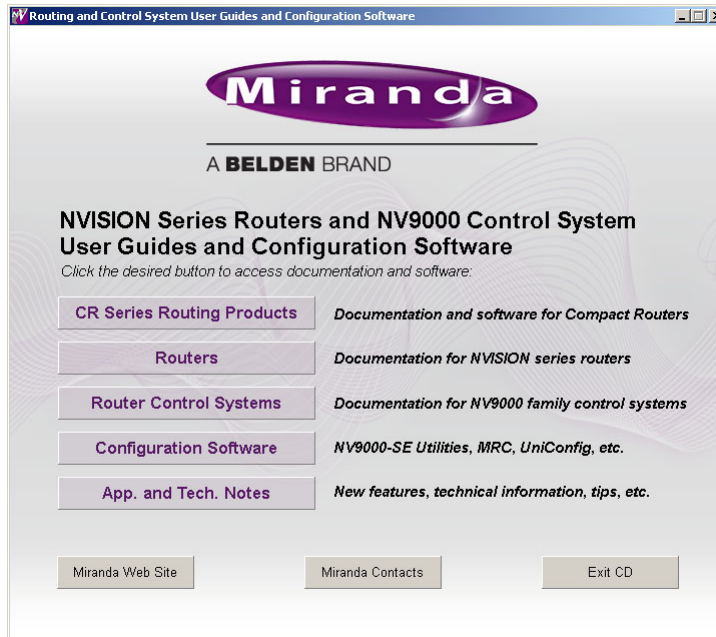 Routing and Control System User Guides and Configuration Software
Miranda
A BELDEN BRAND
NVISION Series Routers and NV9000 Control System
User Guides and Configuration Software
Click the desired button to access documentation and software:
CR Series Routing Products
Documentation and software for Compact Routers
Routers
Documentation for NVISION series routers
Router Control Systems
Documentation for NV9000 family control systems
Configuration Software
NV9000-SE Utilities, MRC, UniConfig, etc.
App. and Tech. Notes
New features, technical information, tips, etc.
Miranda Web Site
Miranda Contacts
Exit CD